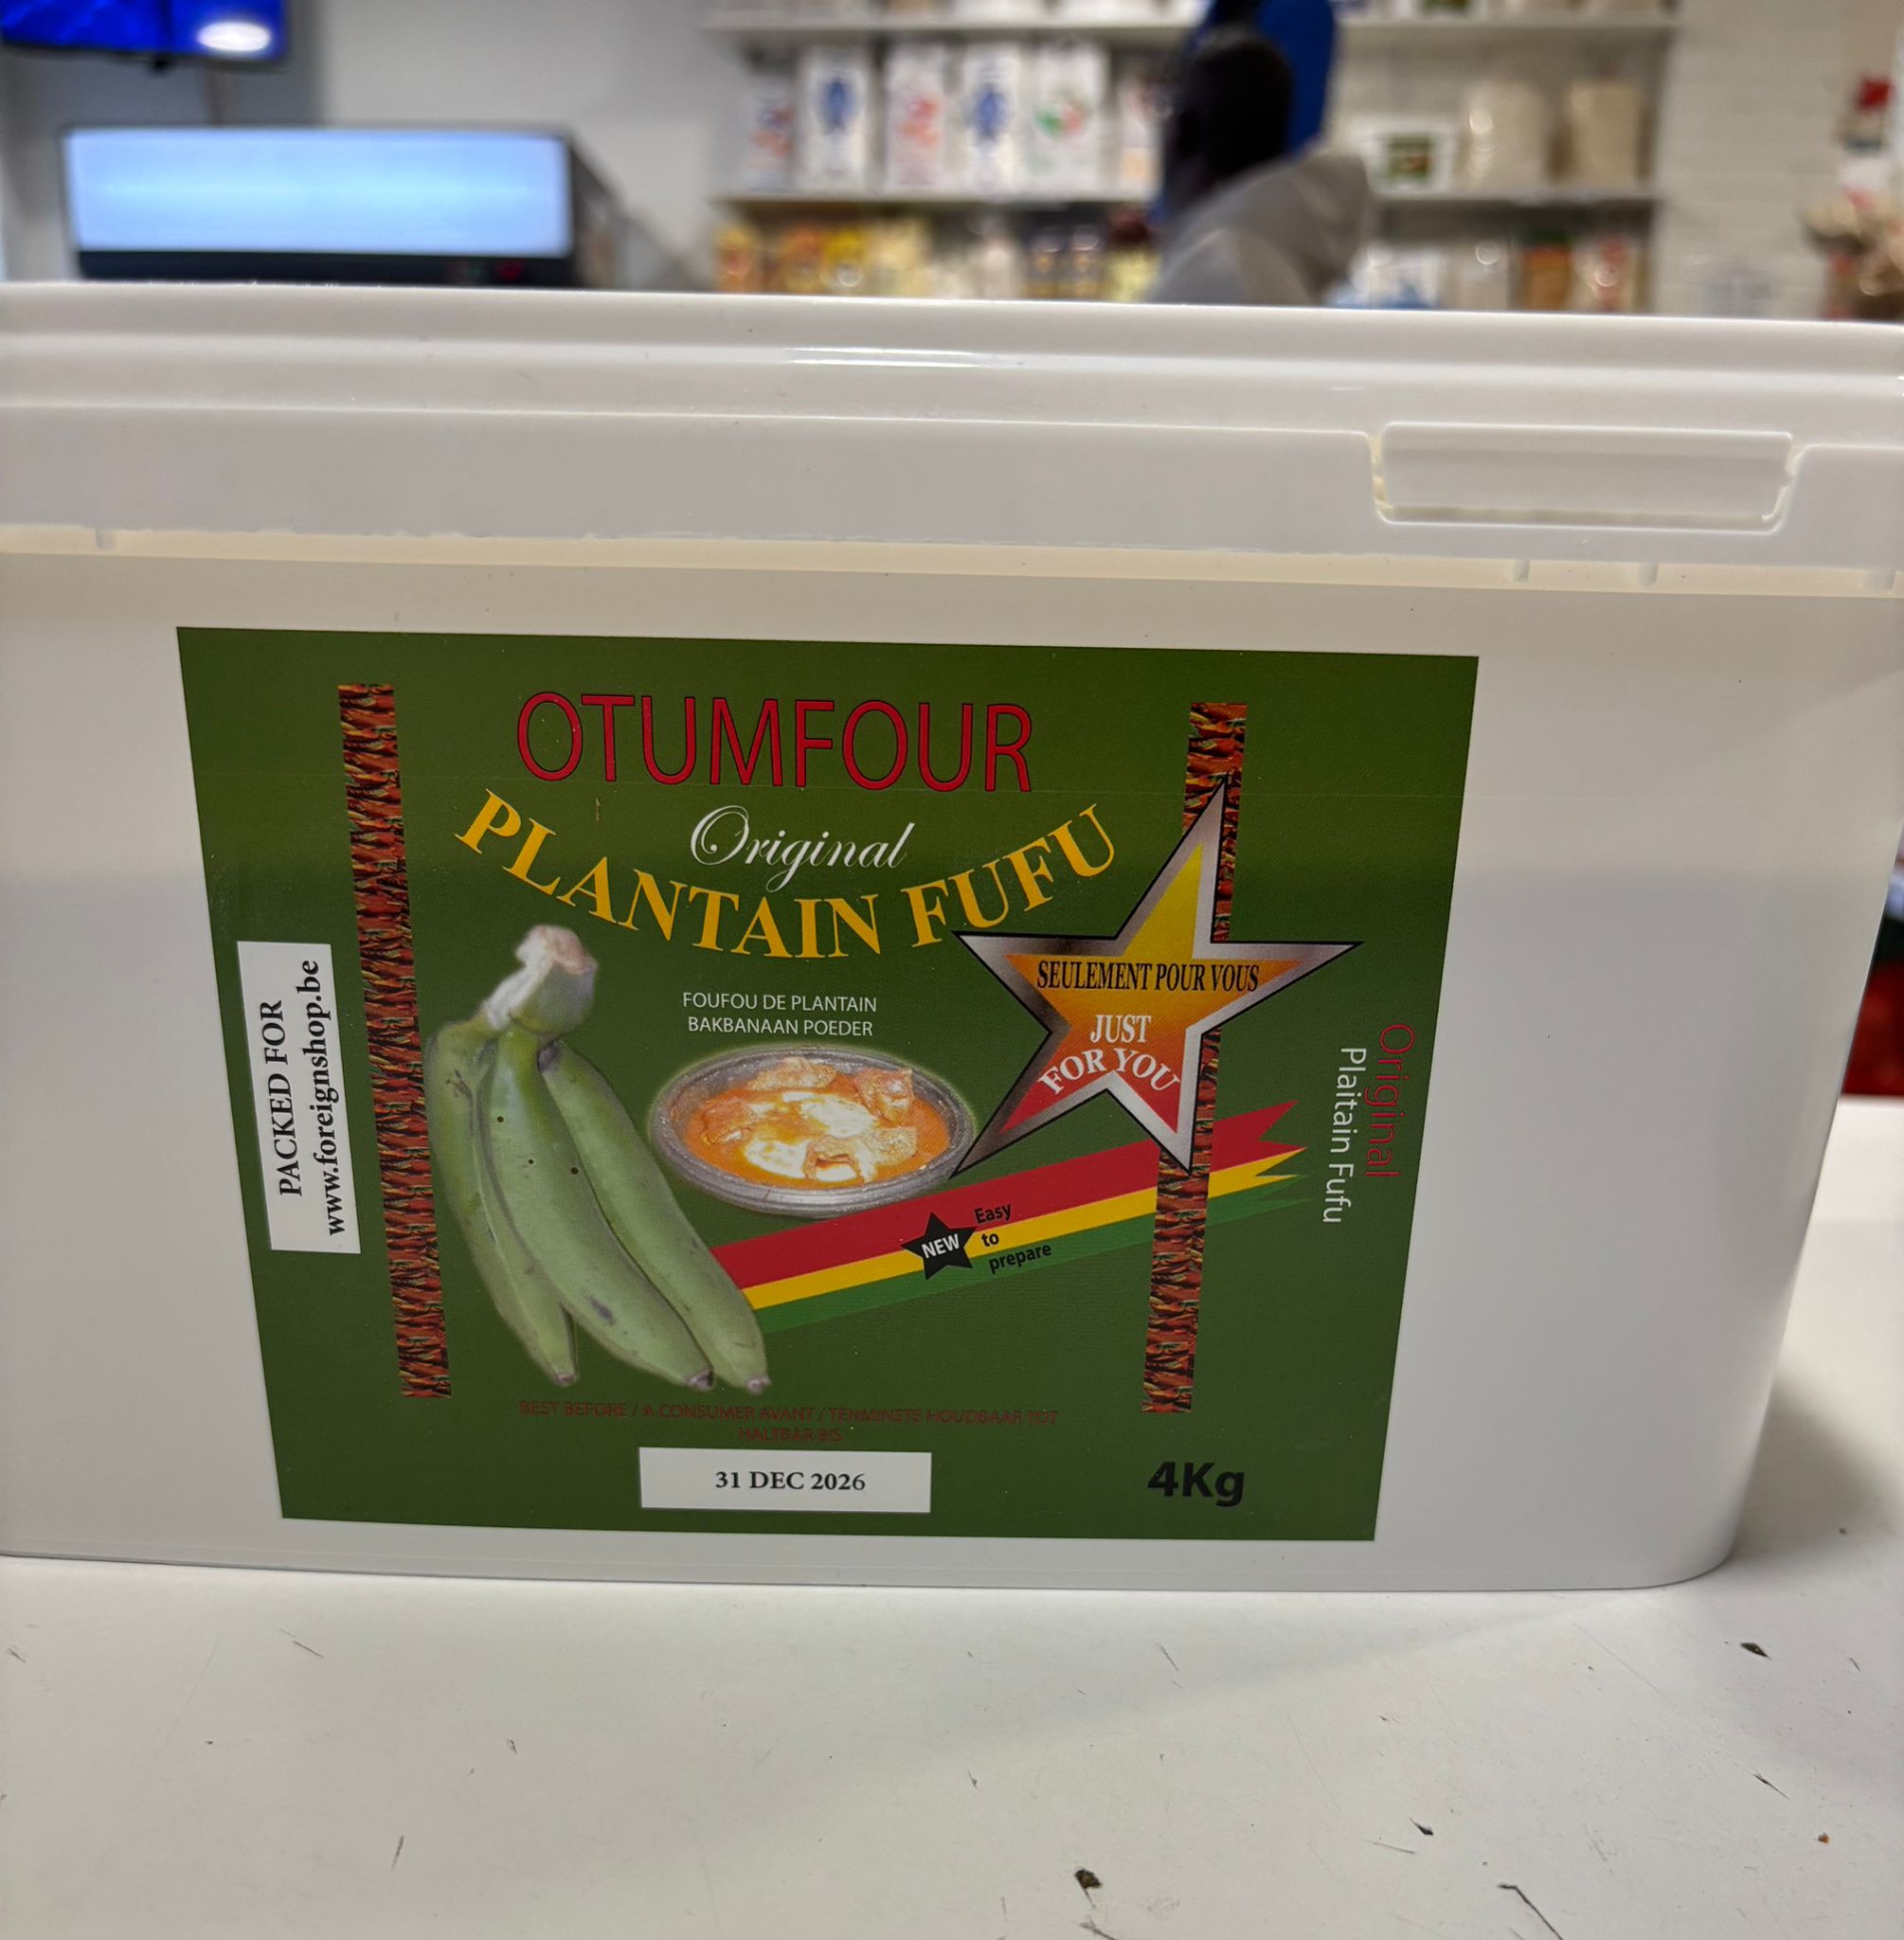 OTUMFOUR
Original
PLANTAIN FUFU
FOUFOU DE PLANTAIN
BAKBANAAN POEDER
SEULEMENT POUR VOUS
JUST
FOR YOU
NEW
Easy
to
prepare
PACKED FOR
www.foreignshop.be
Original
Plaitain Fufu
BEST BEFORE / A CONSUMER AVANT / TENMINSTE HOUDBAAR TOT
HALTBAR BIS
31 DEC 2026
4Kg